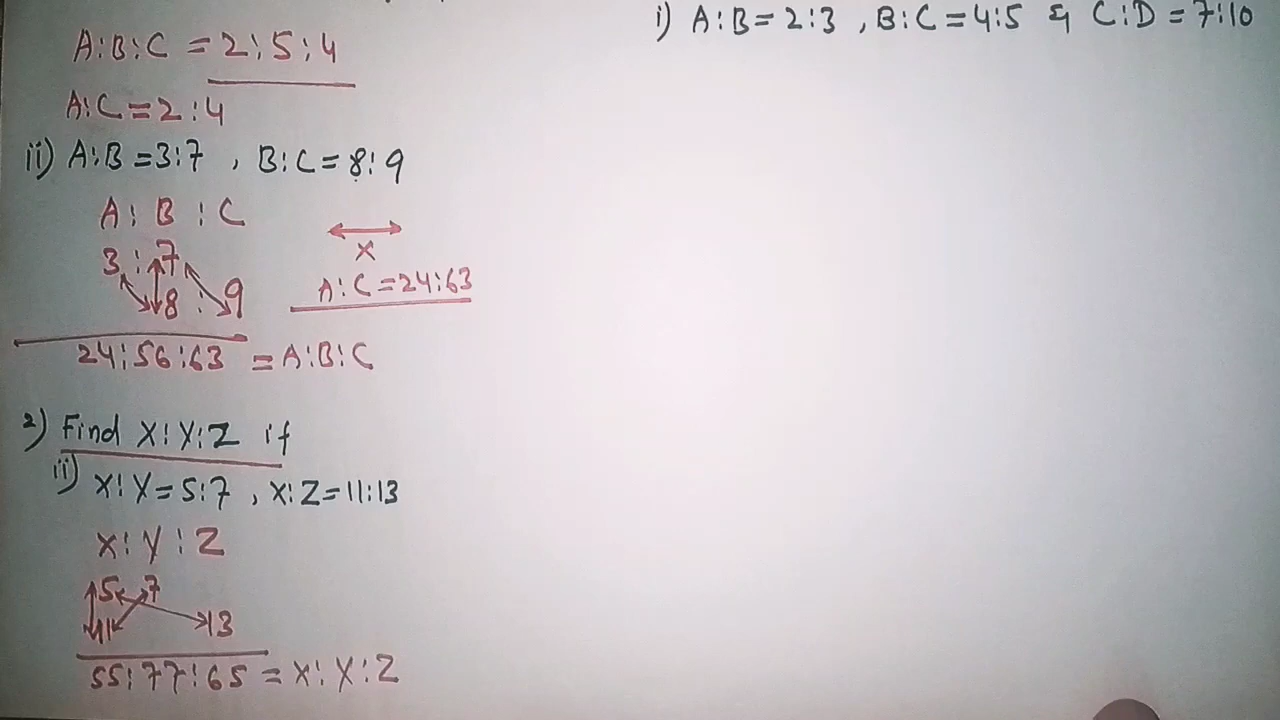 A:B:C = 2:5:4
A:C = 2:4
ii) A:B = 3:7 , B:C = 8:9
A : B : C
3 : 7
8 : 9
24:56:63 = A:B:C
x
A:C = 24:63
2) Find X:Y:Z if
ii) X:Y = 5:7 , X:Z = 11:13
X : Y : Z
5 7
11 13
55:77:65 = X:Y:Z
i) A:B = 2:3 , B:C = 4:5 & C:D = 7:10